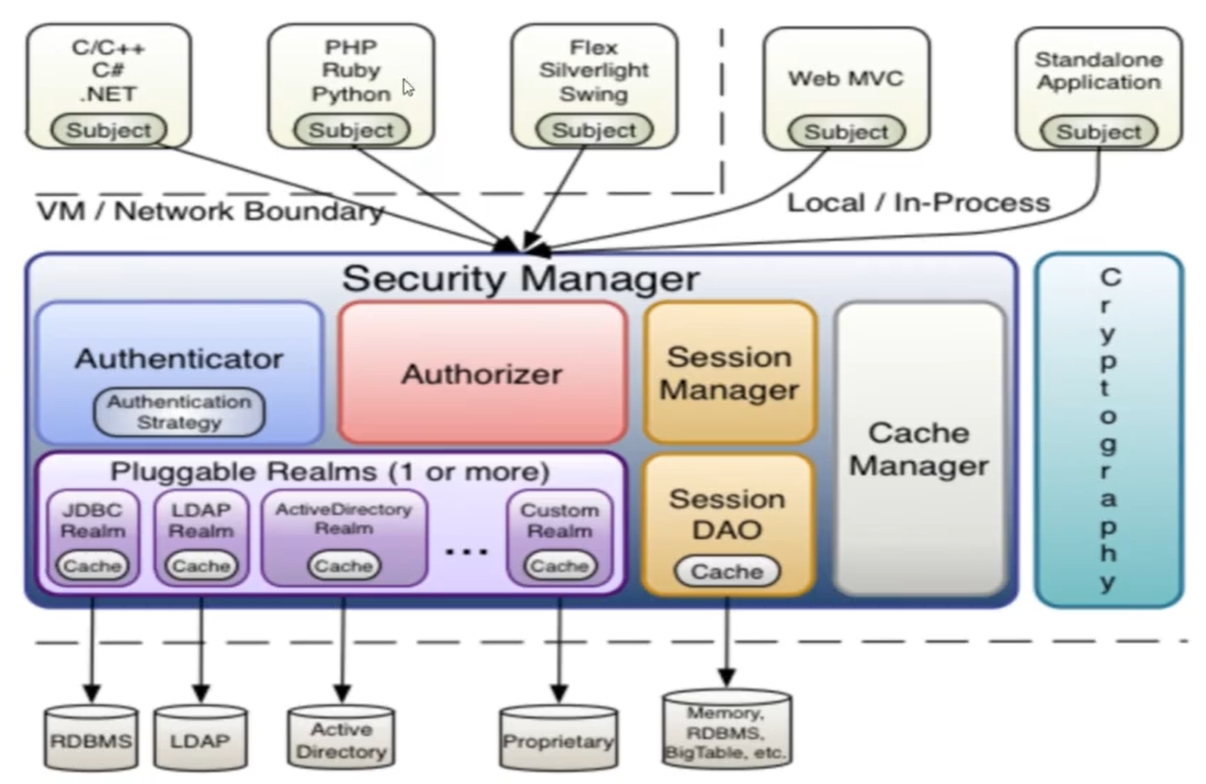 C/C++
C#
.NET
Subject
PHP
Ruby
Python
Subject
Flex
Silverlight
Swing
Subject
Web MVC
Subject
Standalone
Application
Subject
VM / Network Boundary
Local / In-Process
Security Manager
Authenticator
Authentication
Strategy
Authorizer
Session
Manager
Cache
Manager
Cryptography
Pluggable Realms (1 or more)
JDBC
Realm
Cache
LDAP
Realm
Cache
ActiveDirectory
Realm
Cache
...
Custom
Realm
Cache
Session
DAO
Cache
RDBMS
LDAP
Active
Directory
Proprietary
Memory,
RDBMS,
BigTable, etc.